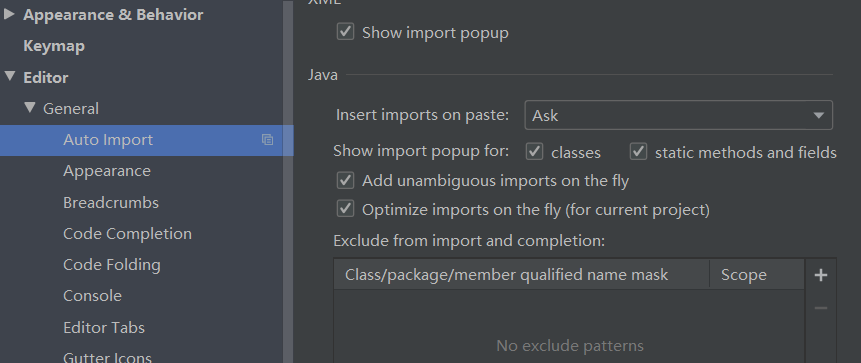 Appearance & Behavior
Keymap
Editor
General
Auto Import
Appearance
Breadcrumbs
Code Completion
Code Folding
Console
Editor Tabs
Gutter Icons
XML
Show import popup
Java
Insert imports on paste: Ask
Show import popup for: classes static methods and fields
Add unambiguous imports on the fly
Optimize imports on the fly (for current project)
Exclude from import and completion:
Class/package/member qualified name mask Scope
No exclude patterns